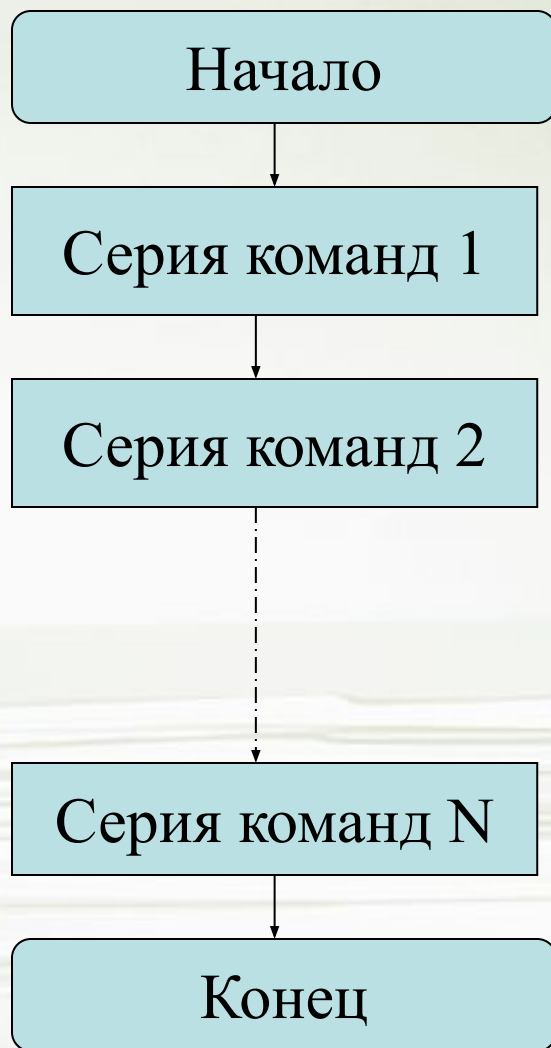 Начало
Серия команд 1
Серия команд 2
Серия команд N
Конец